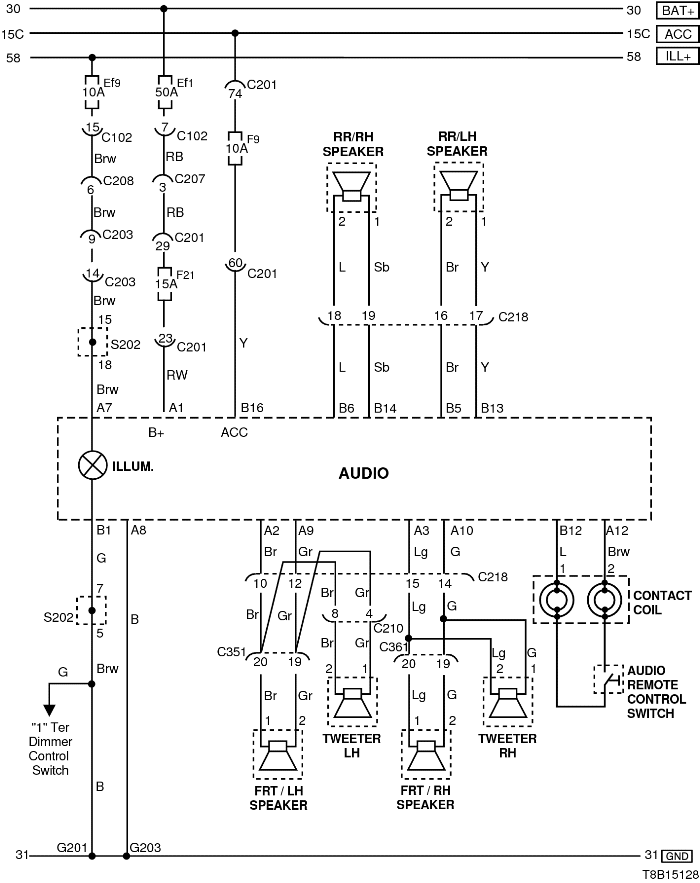 30 30 BAT+
15C 15C ACC
58 58 ILL+
Ef9 Ef1 C201
10A 50A 74
15 C102 7 C102 F9
10A
RR/RH SPEAKER
RR/LH SPEAKER
Brw RB
6 C208 3 C207
2 1 2 1
Brw RB
9 C203 29 C201
60 C201
L Sb Br Y
14 C203 15A F21
Brw
15
18 19 16 17 C218
S202
23 C201
Y
18
RW
L Sb Br Y
Brw
A7 A1 B16 B6 B14 B5 B13
B+ ACC
ILLUM.
AUDIO
B1 A8 A2 A9 A3 A10 B12 A12
G Br Gr Lg G L Brw
1 2
7
10 12 15 14 C218
Br Gr
CONTACT COIL
S202
B
Br Gr 8 4 Lg G
C210
5
C351 C361
Br Gr
20 19 20 19
Lg G
G Brw
2 1 2 1
AUDIO REMOTE CONTROL SWITCH
Br Gr Lg G
"1" Ter
Dimmer
Control
Switch
1 2 1 2
TWEETER LH
TWEETER RH
B
FRT / LH SPEAKER
FRT / RH SPEAKER
G201 G203
31 31 GND
T8B15128